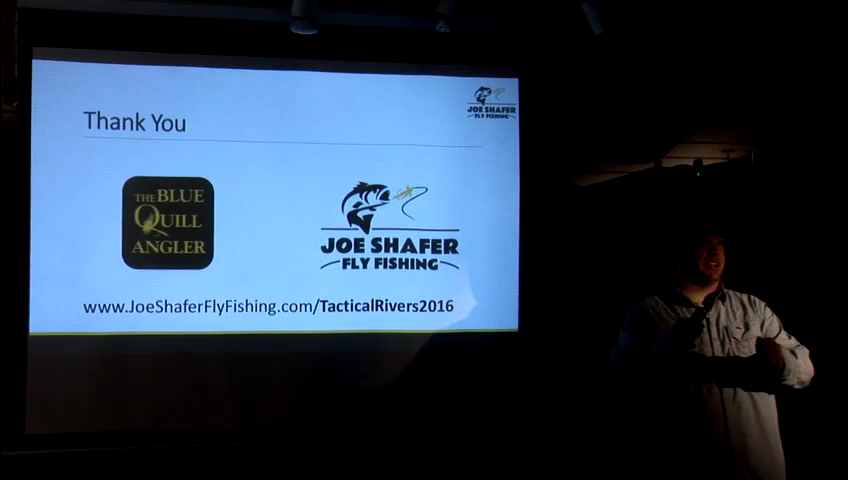 JOE SHAFER
FLY FISHING
Thank You
THE BLUE
QUILL
ANGLER
JOE SHAFER
FLY FISHING
www.JoeShaferFlyFishing.com/TacticalRivers2016